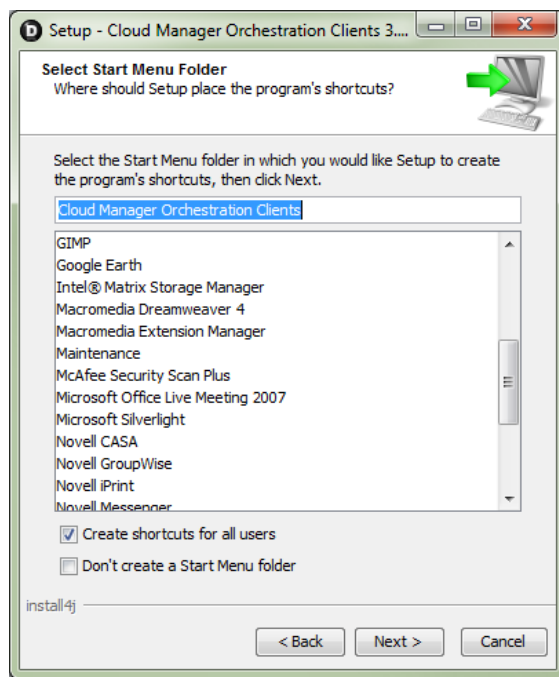 Setup - Cloud Manager Orchestration Clients 3....
Select Start Menu Folder
Where should Setup place the program's shortcuts?
Select the Start Menu folder in which you would like Setup to create
the program's shortcuts, then click Next.
Cloud Manager Orchestration Clients
GIMP
Google Earth
Intel® Matrix Storage Manager
Macromedia Dreamweaver 4
Macromedia Extension Manager
Maintenance
McAfee Security Scan Plus
Microsoft Office Live Meeting 2007
Microsoft Silverlight
Novell CASA
Novell GroupWise
Novell iPrint
Novell Messenger
Create shortcuts for all users
Don't create a Start Menu folder
install4j
< Back Next > Cancel